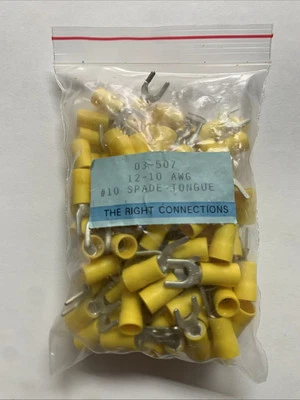 03-507
12-10 AWG
#10 SPADE-TONGUE
THE RIGHT CONNECTIONS